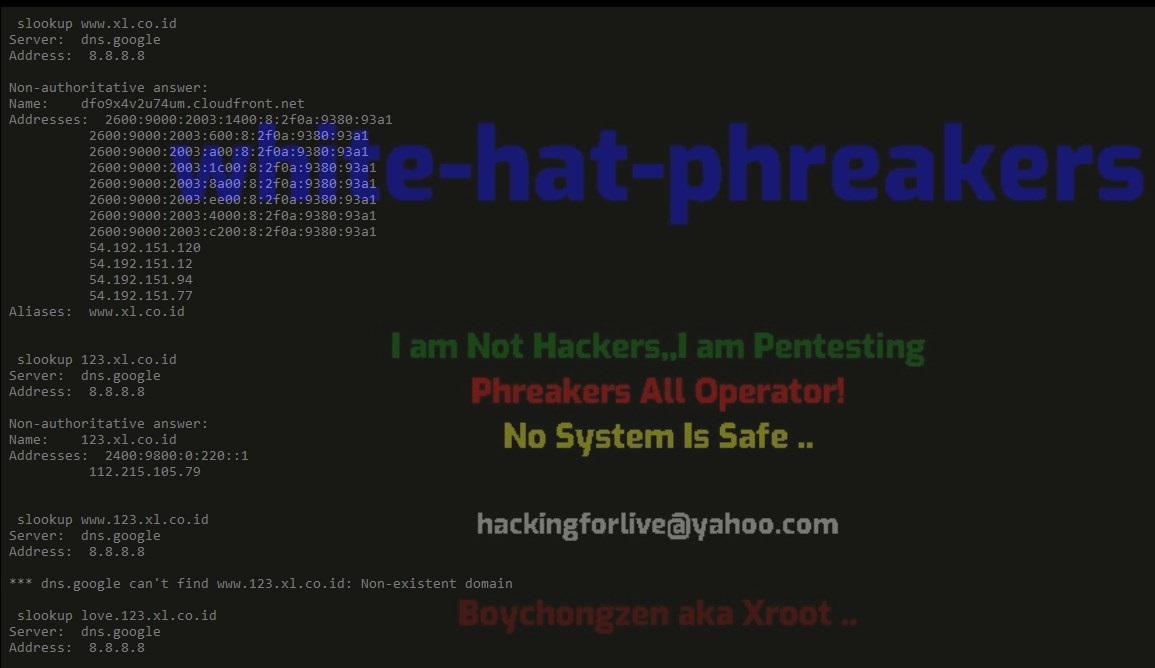 slookup www.xl.co.id
Server:  dns.google
Address:  8.8.8.8
Non-authoritative answer:
Name:    dfo9x4v2u74um.cloudfront.net
Addresses:  2600:9000:2003:1400:8:2f0a:9380:93a1
2600:9000:2003:600:8:2f0a:9380:93a1
2600:9000:2003:a00:8:2f0a:9380:93a1
2600:9000:2003:1c00:8:2f0a:9380:93a1
2600:9000:2003:8a00:8:2f0a:9380:93a1
2600:9000:2003:ee00:8:2f0a:9380:93a1
2600:9000:2003:4000:8:2f0a:9380:93a1
2600:9000:2003:c200:8:2f0a:9380:93a1
54.192.151.120
54.192.151.12
54.192.151.94
54.192.151.77
Aliases:  www.xl.co.id
slookup 123.xl.co.id
Server:  dns.google
Address:  8.8.8.8
Non-authoritative answer:
Name:    123.xl.co.id
Addresses:  2400:9800:0:220::1
112.215.105.79
slookup www.123.xl.co.id
Server:  dns.google
Address:  8.8.8.8
*** dns.google can't find www.123.xl.co.id: Non-existent domain
slookup love.123.xl.co.id
Server:  dns.google
Address:  8.8.8.8
white-hat-phreakers
I am Not Hackers,,I am Pentesting
Phreakers All Operator!
No System Is Safe ..
hackingforlive@yahoo.com
Boychongzen aka Xroot ..